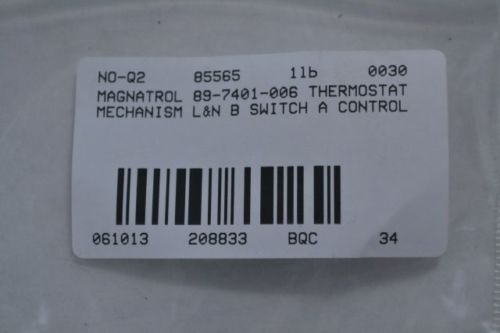 NO-Q2 85565 1lb 0030
MAGNATROL 89-7401-006 THERMOSTAT
MECHANISM L&N B SWITCH A CONTROL
061013 208833 BQC 34